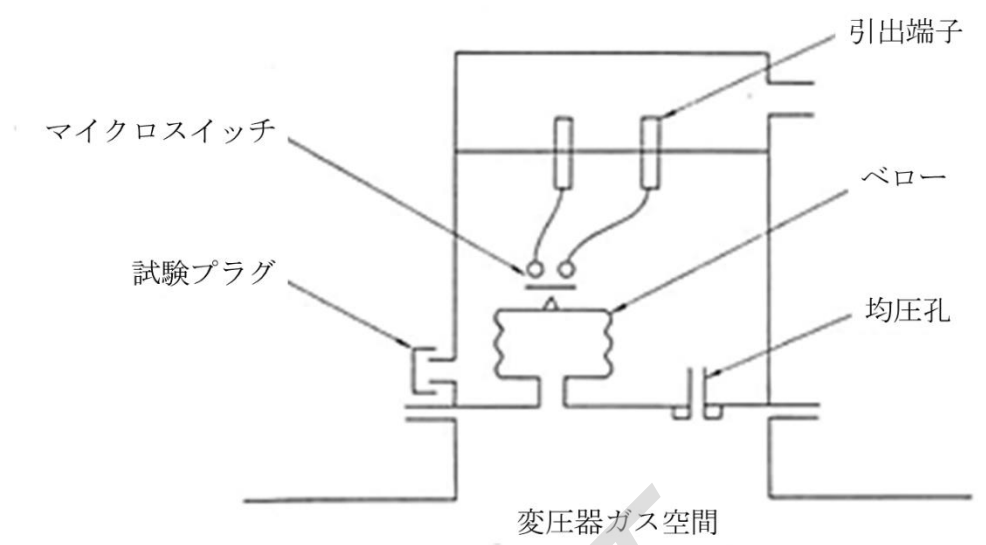 引出端子
マイクロスイッチ
ベロー
試験プラグ
均圧孔
変圧器ガス空間